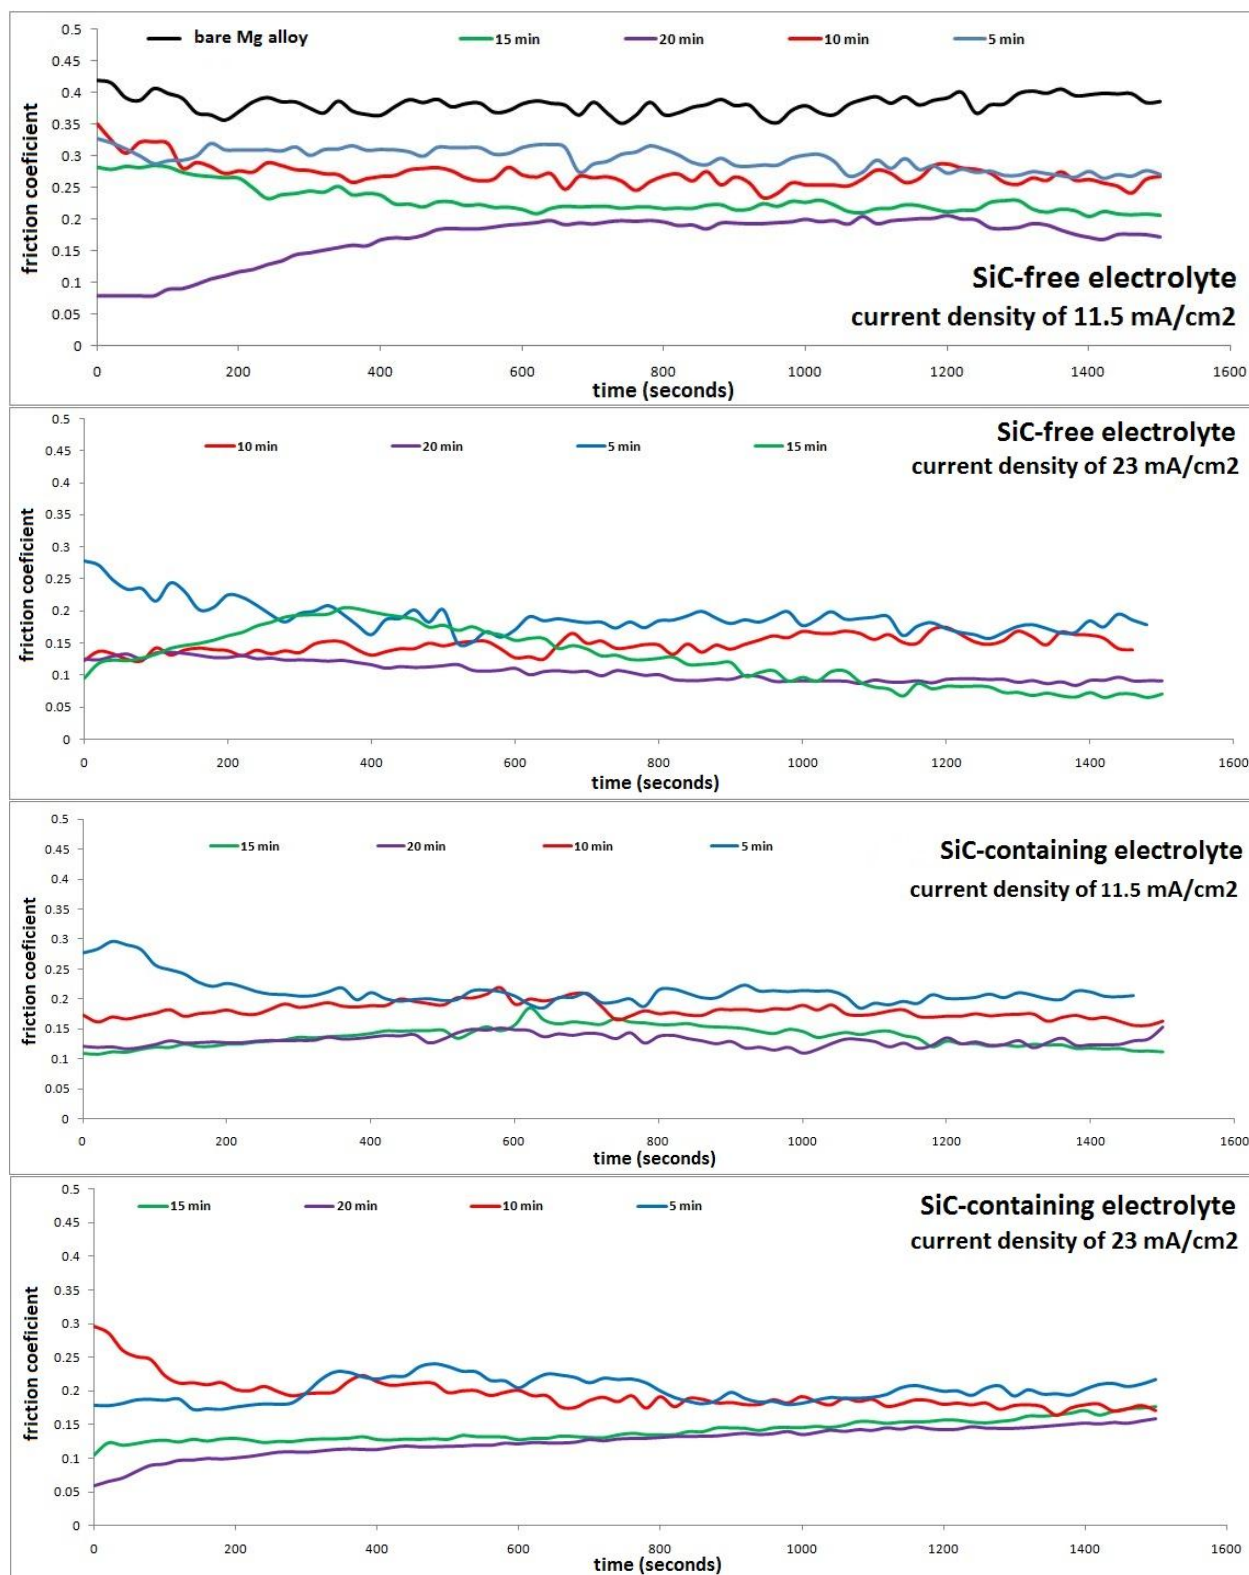 0.5
bare Mg alloy 15 min 20 min 10 min 5 min
0.45
0.4
0.35
0.3
0.25
0.2
0.15
0.1
0.05
0
friction coeficient
SiC-free electrolyte
current density of 11.5 mA/cm2
0 200 400 600 800 1000 1200 1400 1600
time (seconds)
0.5
SiC-free electrolyte
10 min 20 min 5 min 15 min
0.45
current density of 23 mA/cm2
0.4
0.35
0.3
0.25
0.2
0.15
0.1
0.05
0
friction coeficient
0 200 400 600 800 1000 1200 1400 1600
time (seconds)
0.5
15 min 20 min 10 min 5 min
SiC-containing electrolyte
0.45
0.4
current density of 11.5 mA/cm2
0.35
0.3
0.25
0.2
0.15
0.1
0.05
0
friction coeficient
0 200 400 600 800 1000 1200 1400 1600
time (seconds)
0.5
15 min 20 min 10 min 5 min
SiC-containing electrolyte
0.45
current density of 23 mA/cm2
0.4
0.35
0.3
0.25
0.2
0.15
0.1
0.05
0
friction coeficient
0 200 400 600 800 1000 1200 1400 1600
time (seconds)